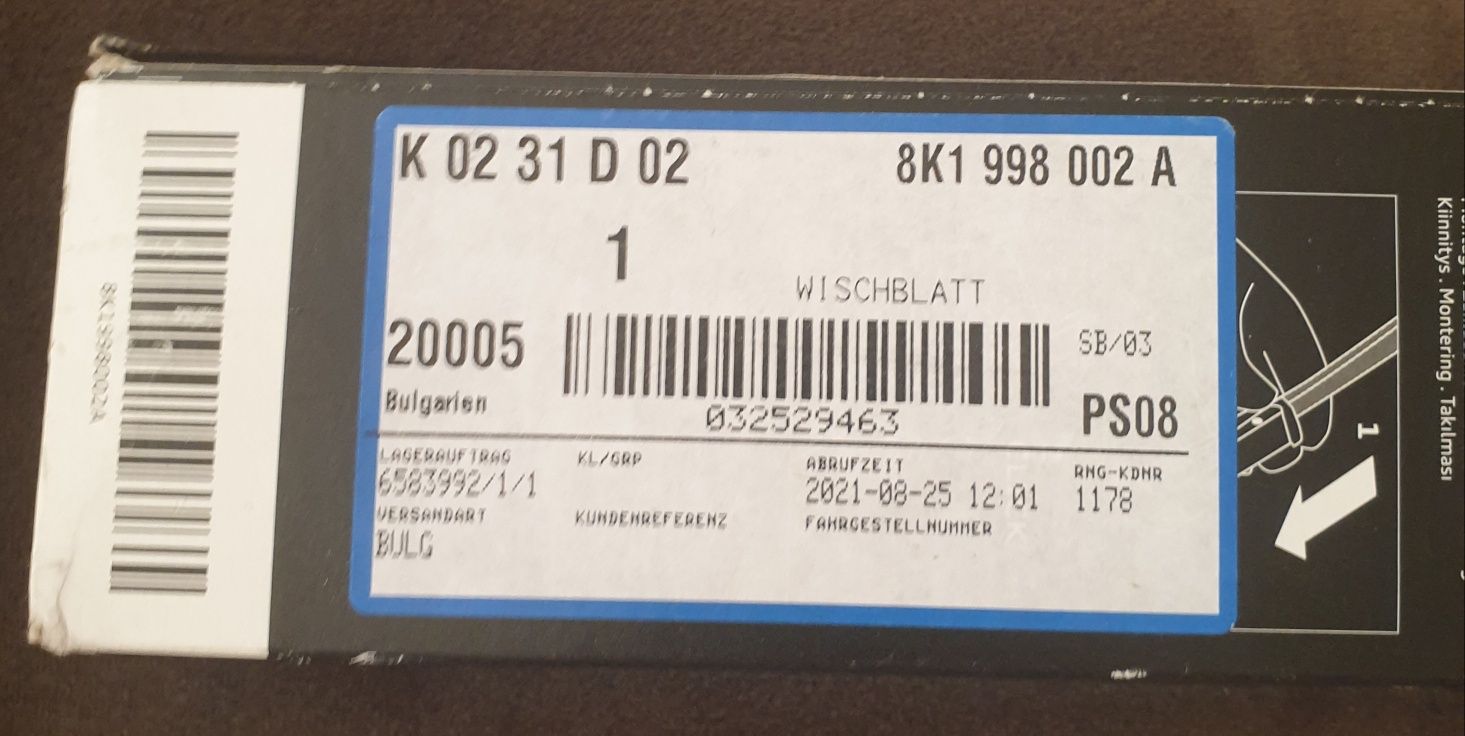 K 02 31 D 02
8K1 998 002 A
1
WISCHBLATT
20005
SB/03
Bulgarien
032529463
PS08
LAGERAUFTRAG
6583992/1/1
KL/GRP
ABRUFZEIT
2021-08-25 12:01
RNG-KDNR
1178
VERSANDART
BULG
KUNDENREFERENZ
FAHRGESTELLNUMMER
8K1998002A
1
Kiinnitys . Montering . Takılması